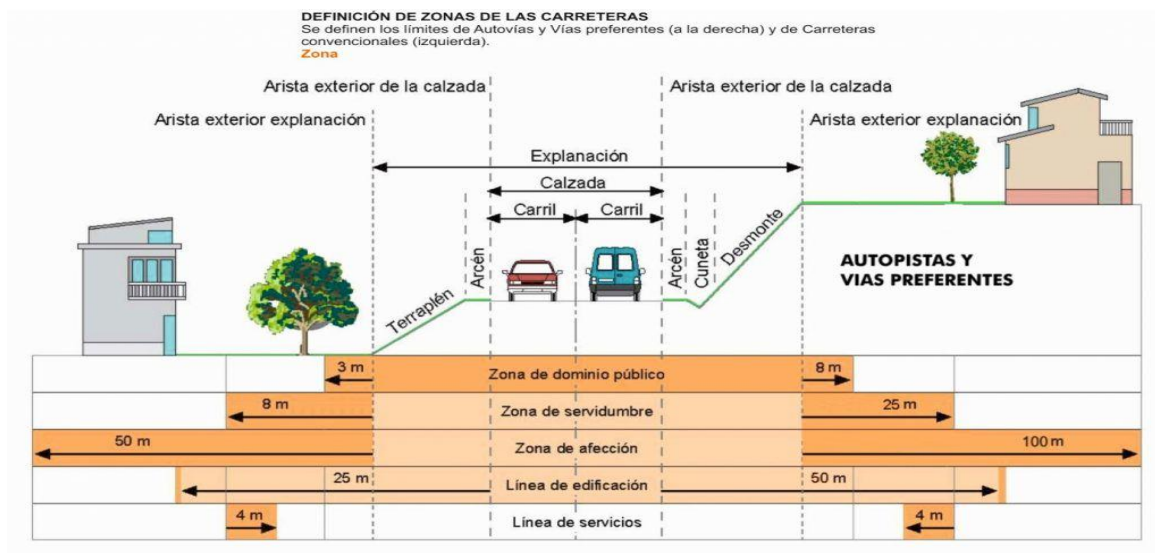 DEFINICIÓN DE ZONAS DE LAS CARRETERAS
Se definen los límites de Autovías y Vías preferentes (a la derecha) y de Carreteras
convencionales (izquierda).
Zona
Arista exterior de la calzada
Arista exterior de la calzada
Arista exterior explanación
Arista exterior explanación
Explanación
Calzada
Carril
Carril
Terraplén
Arcén
Arcén
Cuneta
Desmonte
AUTOPISTAS Y
VIAS PREFERENTES
3 m
Zona de dominio público
8 m
8 m
Zona de servidumbre
25 m
50 m
Zona de afección
100 m
25 m
Línea de edificación
50 m
4 m
Línea de servicios
4 m